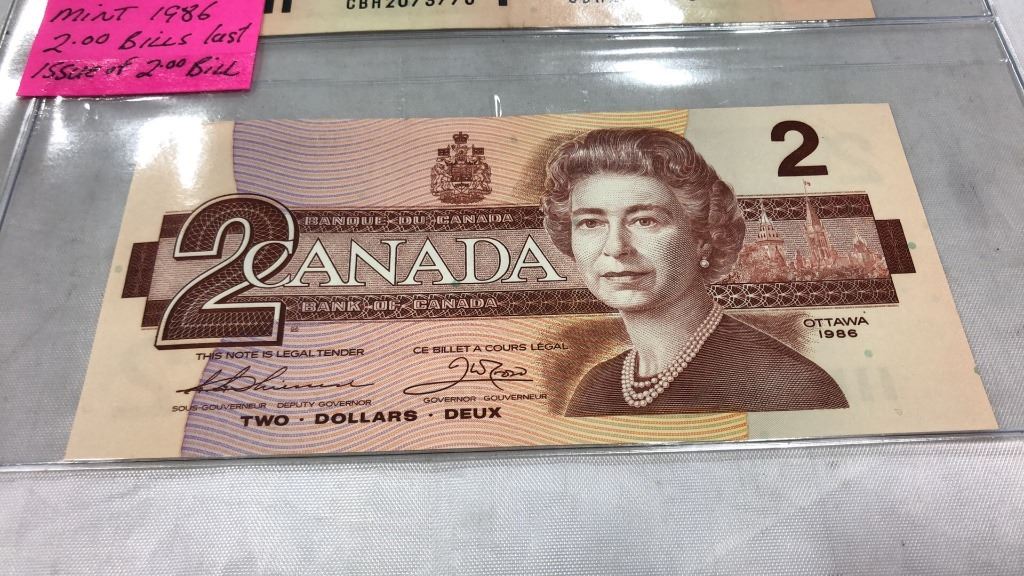 MINT 1986
2.00 BILLS last
ISSUE of 2.00 BILL
2
2
BANQUE · DU · CANADA
CANADA
BANK · OF · CANADA
OTTAWA
1986
THIS NOTE IS LEGAL TENDER
CE BILLET A COURS LÉGAL
SOUS-GOUVERNEUR DEPUTY GOVERNOR
GOVERNOR GOUVERNEUR
TWO · DOLLARS · DEUX